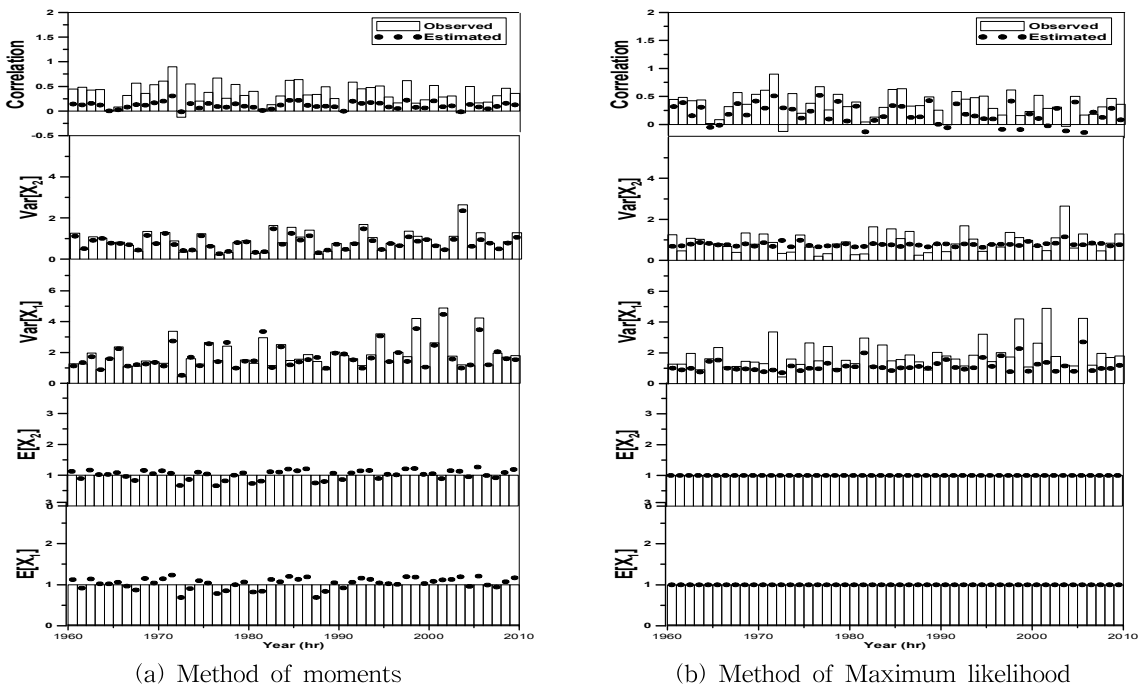 2
1.5
1
0.5
0
-0.5
Correlation
Observed
Estimated
4
2
0
Var[X2]
6
4
2
0
Var[X1]
3
2
1
3
0
E[X2]
2
1
0
E[X1]
1960
1970
1980
1990
2000
2010
Year (hr)
(a) Method of moments
2
1.5
1
0.5
0
Correlation
Observed
Estimated
4
2
0
Var[X2]
6
4
2
0
Var[X1]
3
2
1
3
0
E[X2]
2
1
0
E[X1]
1960
1970
1980
1990
2000
2010
Year (hr)
(b) Method of Maximum likelihood